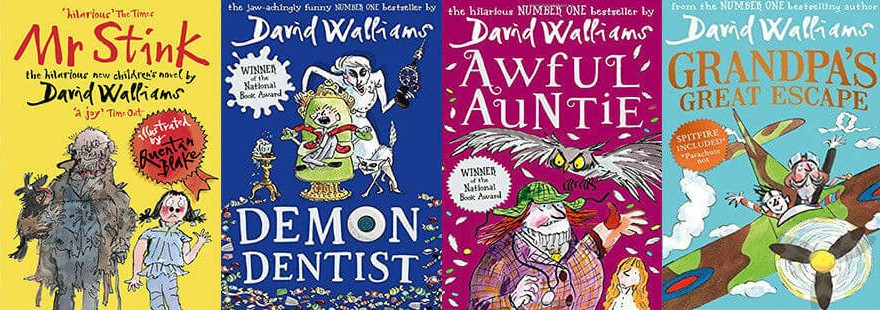 'hilarious' The Times
Mr Stink
the hilarious new children's novel by
David Walliams
'a joy' Time Out
illustrated
by
Quentin
Blake
the jaw-achingly funny NUMBER ONE bestseller by
David Walliams
WINNER
of the
National
Book Award
DEMON
DENTIST
the hilarious NUMBER ONE bestseller by
David Walliams
AWFUL
AUNTIE
WINNER
of the
National
Book Award
from the NUMBER ONE bestselling author
David Walliams
GRANDPA'S
GREAT ESCAPE
SPITFIRE
INCLUDED*
*Parachute
not